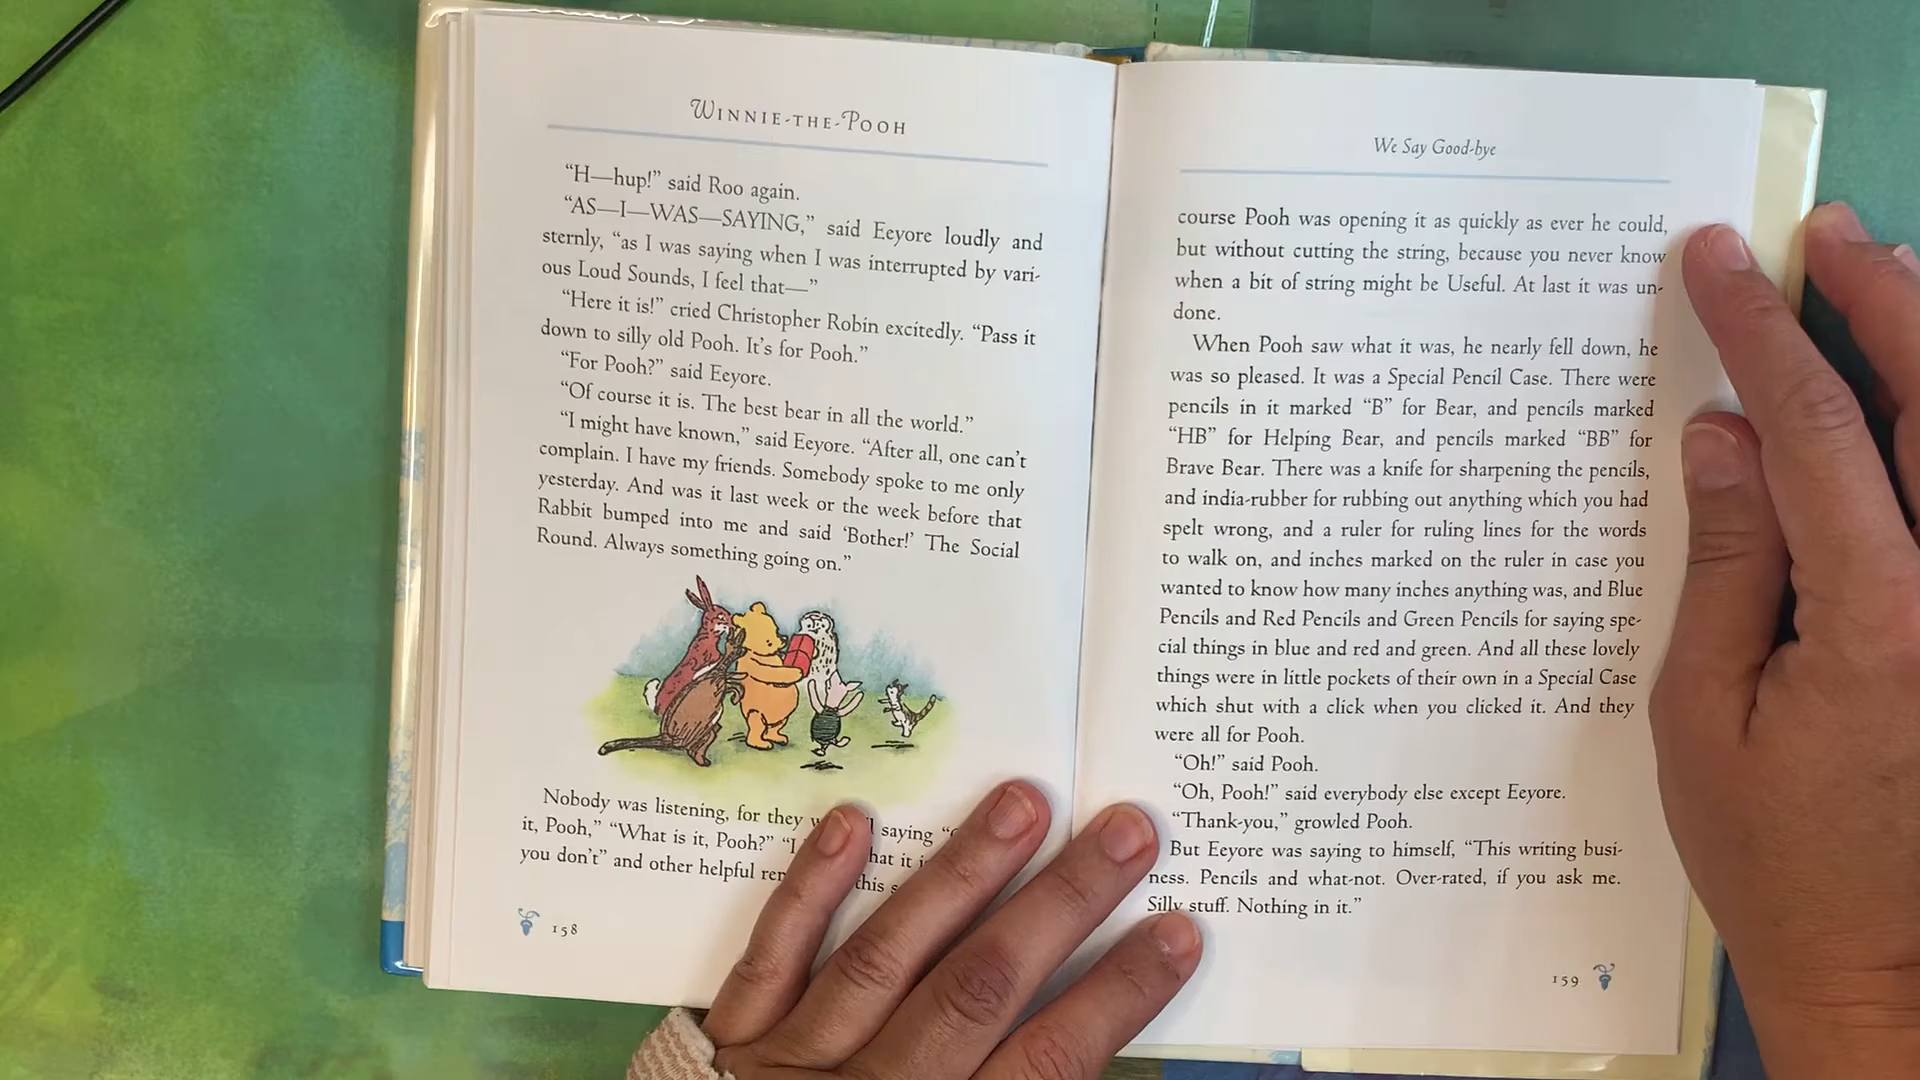 WINNIE-THE-POOH
“H—hup!” said Roo again.
“AS—I—WAS—SAYING,” said Eeyore loudly and
sternly, “as I was saying when I was interrupted by vari-
ous Loud Sounds, I feel that—”
“Here it is!” cried Christopher Robin excitedly. “Pass it
down to silly old Pooh. It’s for Pooh.”
“For Pooh?” said Eeyore.
“Of course it is. The best bear in all the world.”
“I might have known,” said Eeyore. “After all, one can’t
complain. I have my friends. Somebody spoke to me only
yesterday. And was it last week or the week before that
Rabbit bumped into me and said ‘Bother!’ The Social
Round. Always something going on.”
Nobody was listening, for they saying
it, Pooh,” “What is it, Pooh?” “I hat it
you don’t” and other helpful this
158
We Say Good-bye
course Pooh was opening it as quickly as ever he could,
but without cutting the string, because you never know
when a bit of string might be Useful. At last it was un-
done.
When Pooh saw what it was, he nearly fell down, he
was so pleased. It was a Special Pencil Case. There were
pencils in it marked “B” for Bear, and pencils marked
“HB” for Helping Bear, and pencils marked “BB” for
Brave Bear. There was a knife for sharpening the pencils,
and india-rubber for rubbing out anything which you had
spelt wrong, and a ruler for ruling lines for the words
to walk on, and inches marked on the ruler in case you
wanted to know how many inches anything was, and Blue
Pencils and Red Pencils and Green Pencils for saying spe-
cial things in blue and red and green. And all these lovely
things were in little pockets of their own in a Special Case
which shut with a click when you clicked it. And they
were all for Pooh.
“Oh!” said Pooh.
“Oh, Pooh!” said everybody else except Eeyore.
“Thank-you,” growled Pooh.
But Eeyore was saying to himself, “This writing busi-
ness. Pencils and what-not. Over-rated, if you ask me.
Silly stuff. Nothing in it.”
159